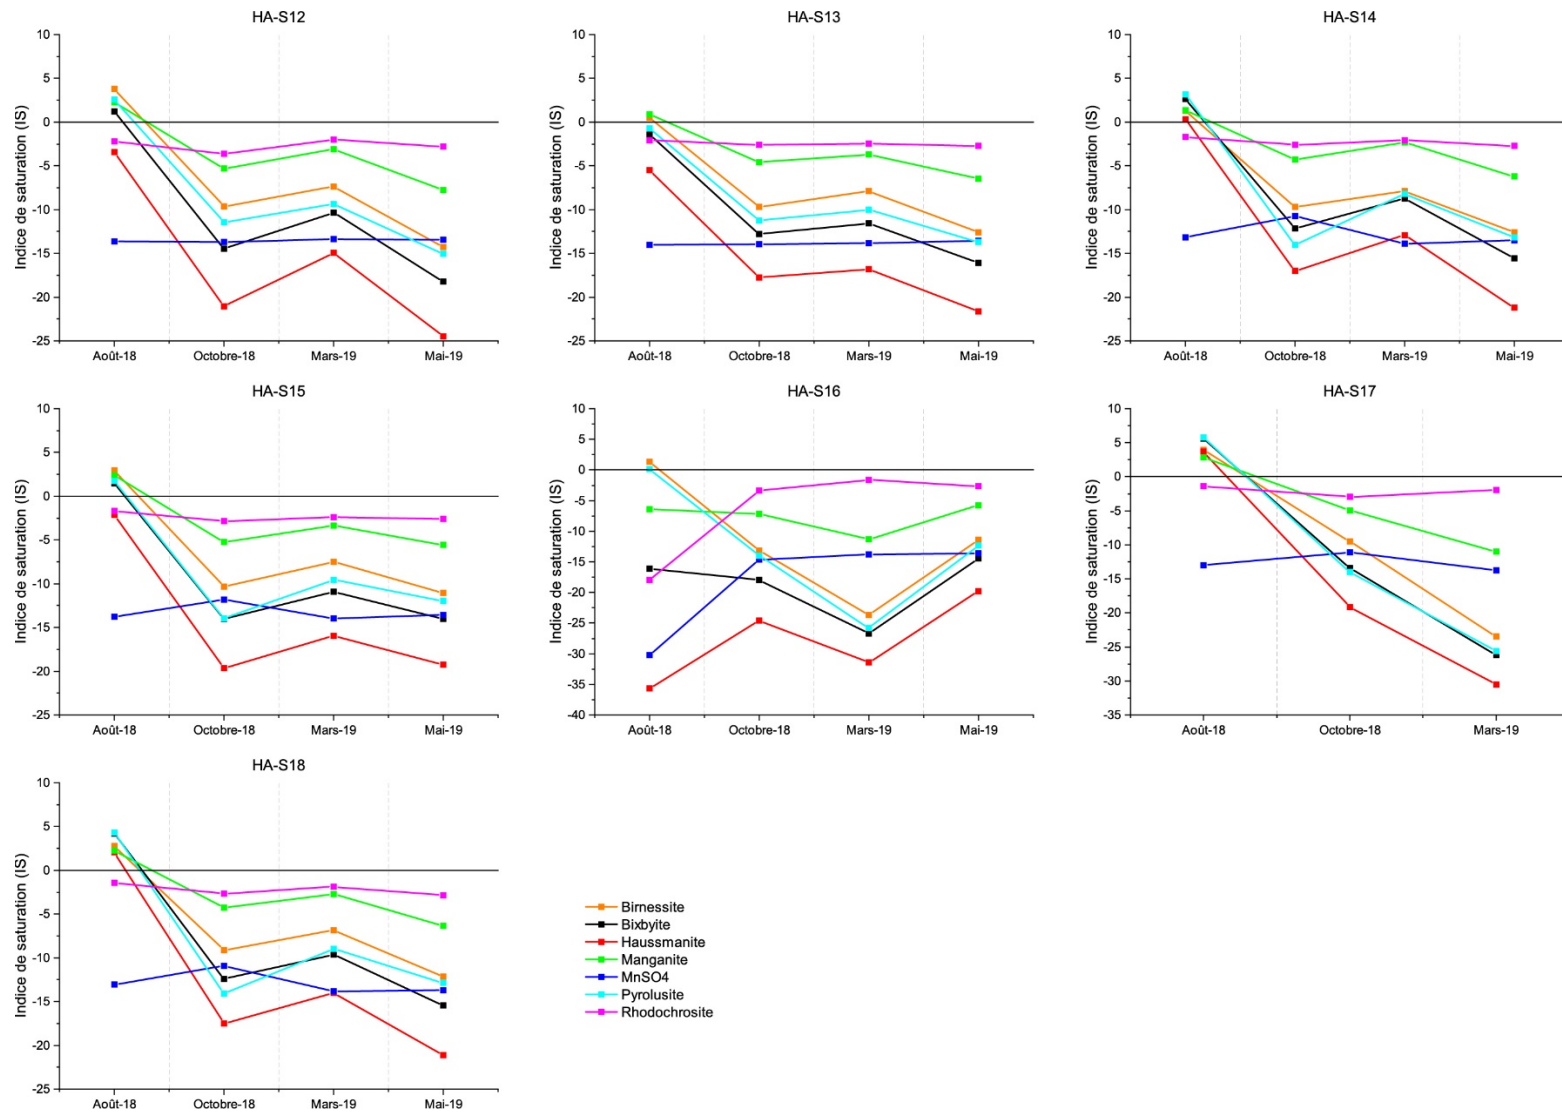 HA-S12
Indice de saturation (IS)
10
5
0
-5
-10
-15
-20
-25
Août-18 Octobre-18 Mars-19 Mai-19
HA-S13
Indice de saturation (IS)
10
5
0
-5
-10
-15
-20
-25
Août-18 Octobre-18 Mars-19 Mai-19
HA-S14
Indice de saturation (IS)
10
5
0
-5
-10
-15
-20
-25
Août-18 Octobre-18 Mars-19 Mai-19
HA-S15
Indice de saturation (IS)
10
5
0
-5
-10
-15
-20
-25
Août-18 Octobre-18 Mars-19 Mai-19
HA-S16
Indice de saturation (IS)
10
5
0
-5
-10
-15
-20
-25
-30
-35
-40
Août-18 Octobre-18 Mars-19 Mai-19
HA-S17
Indice de saturation (IS)
10
5
0
-5
-10
-15
-20
-25
-30
-35
Août-18 Octobre-18 Mars-19
HA-S18
Indice de saturation (IS)
10
5
0
-5
-10
-15
-20
-25
Août-18 Octobre-18 Mars-19 Mai-19
Birnessite
Bixbyite
Haussmanite
Manganite
MnSO4
Pyrolusite
Rhodochrosite